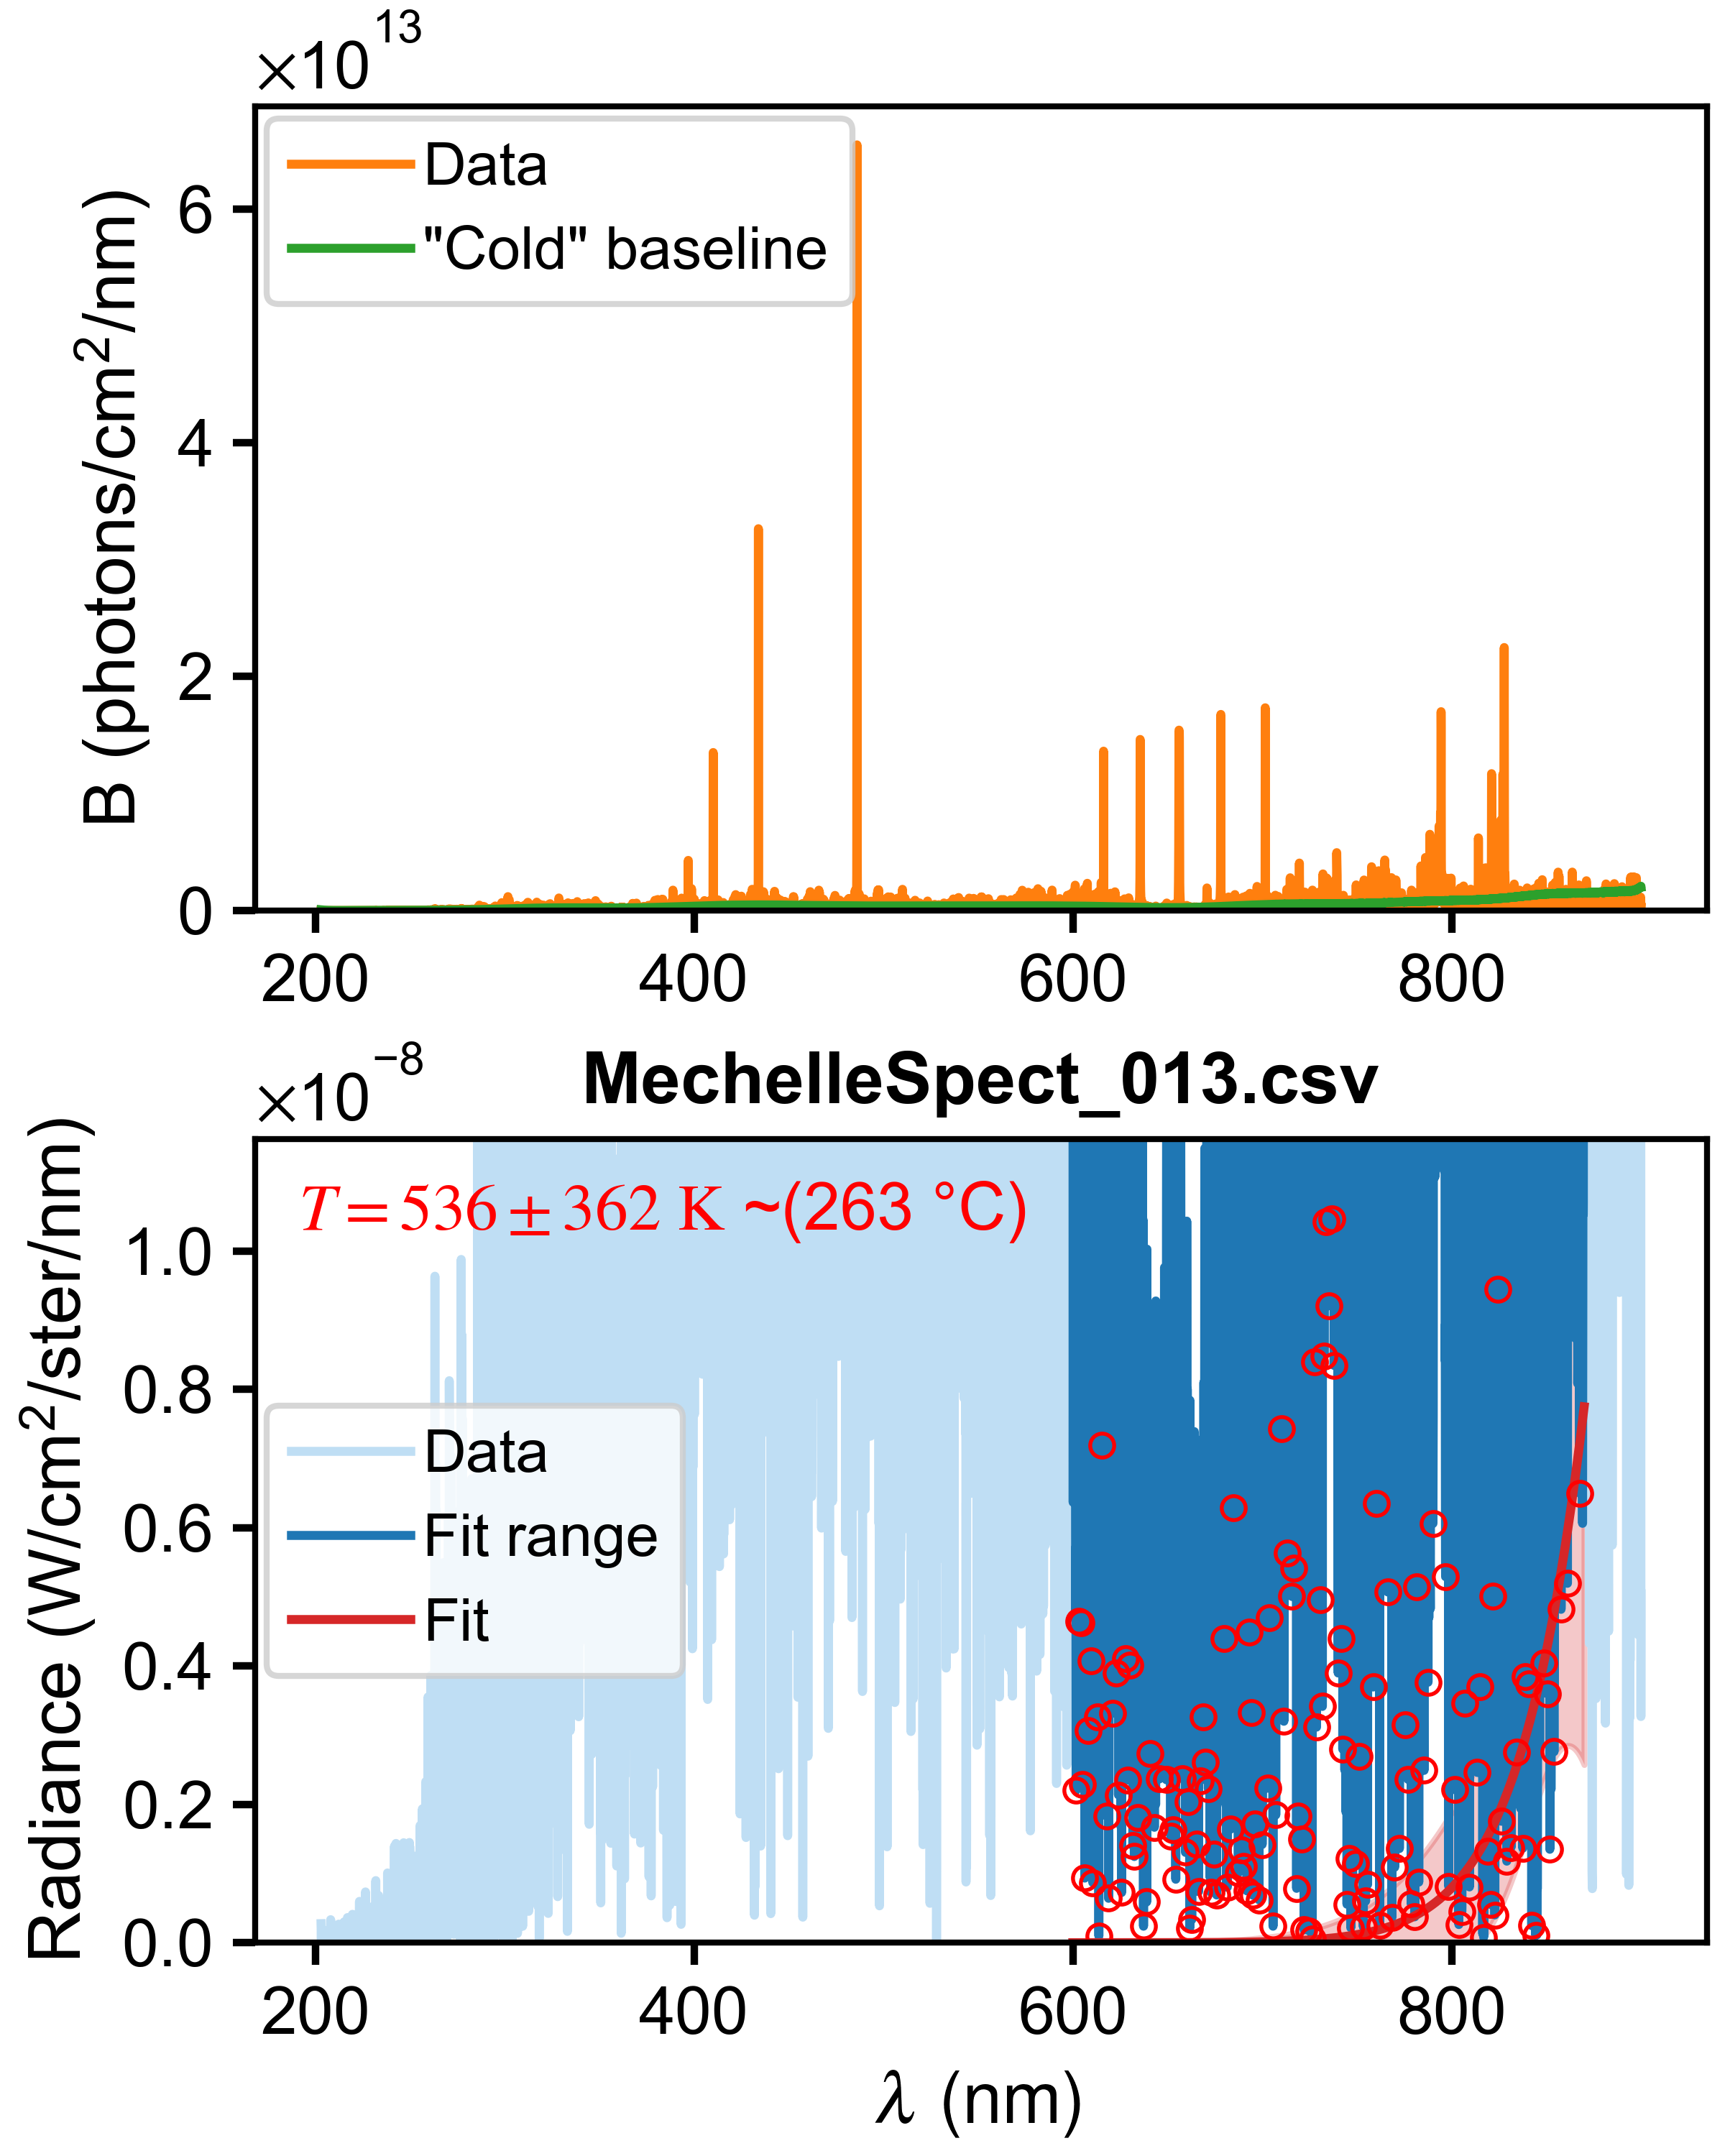 ×10¹³
B (photons/cm²/nm)
6
4
2
0
Data
"Cold" baseline
200 400 600 800
×10⁻⁸
MechelleSpect_013.csv
Radiance (W/cm²/ster/nm)
T = 536 ± 362 K ~(263 °C)
1.0
0.8
0.6
0.4
0.2
0.0
Data
Fit range
Fit
200 400 600 800
λ (nm)